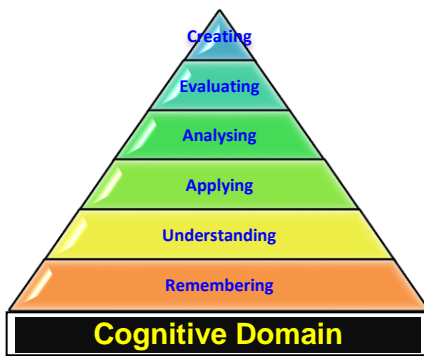 Creating
Evaluating
Analysing
Applying
Understanding
Remembering
Cognitive Domain